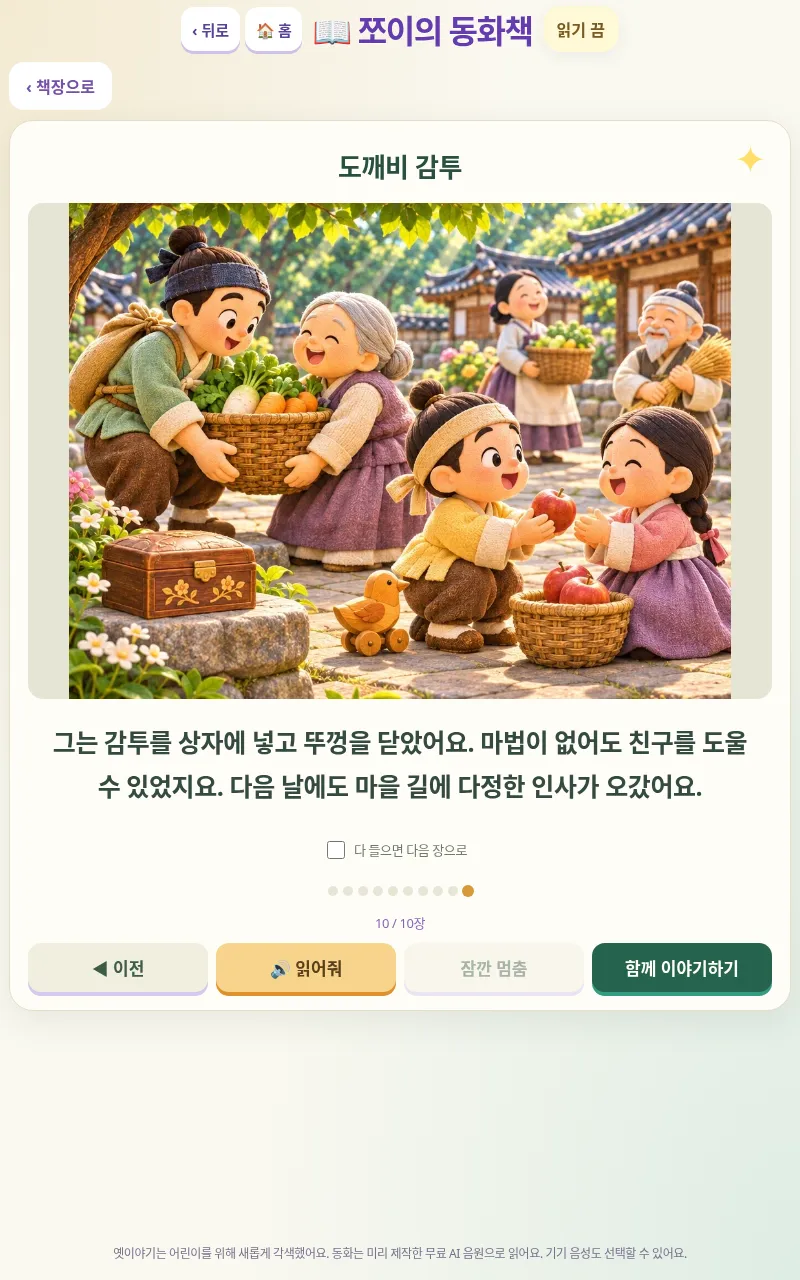 ‹ 뒤로
🏠 홈
📖 쪼이의 동화책
읽기 끝
‹ 책장으로
도깨비 감투
그는 감투를 상자에 넣고 뚜껑을 닫았어요. 마법이 없어도 친구를 도울
수 있었지요. 다음 날에도 마을 길에 다정한 인사가 오갔어요.
다 들으면 다음 장으로
10 / 10장
◀ 이전
🔊 읽어줘
잠깐 멈춤
함께 이야기하기
옛이야기는 어린이를 위해 새롭게 각색했어요. 동화는 미리 제작한 무료 AI 음원으로 읽어요. 기기 음성도 선택할 수 있어요.